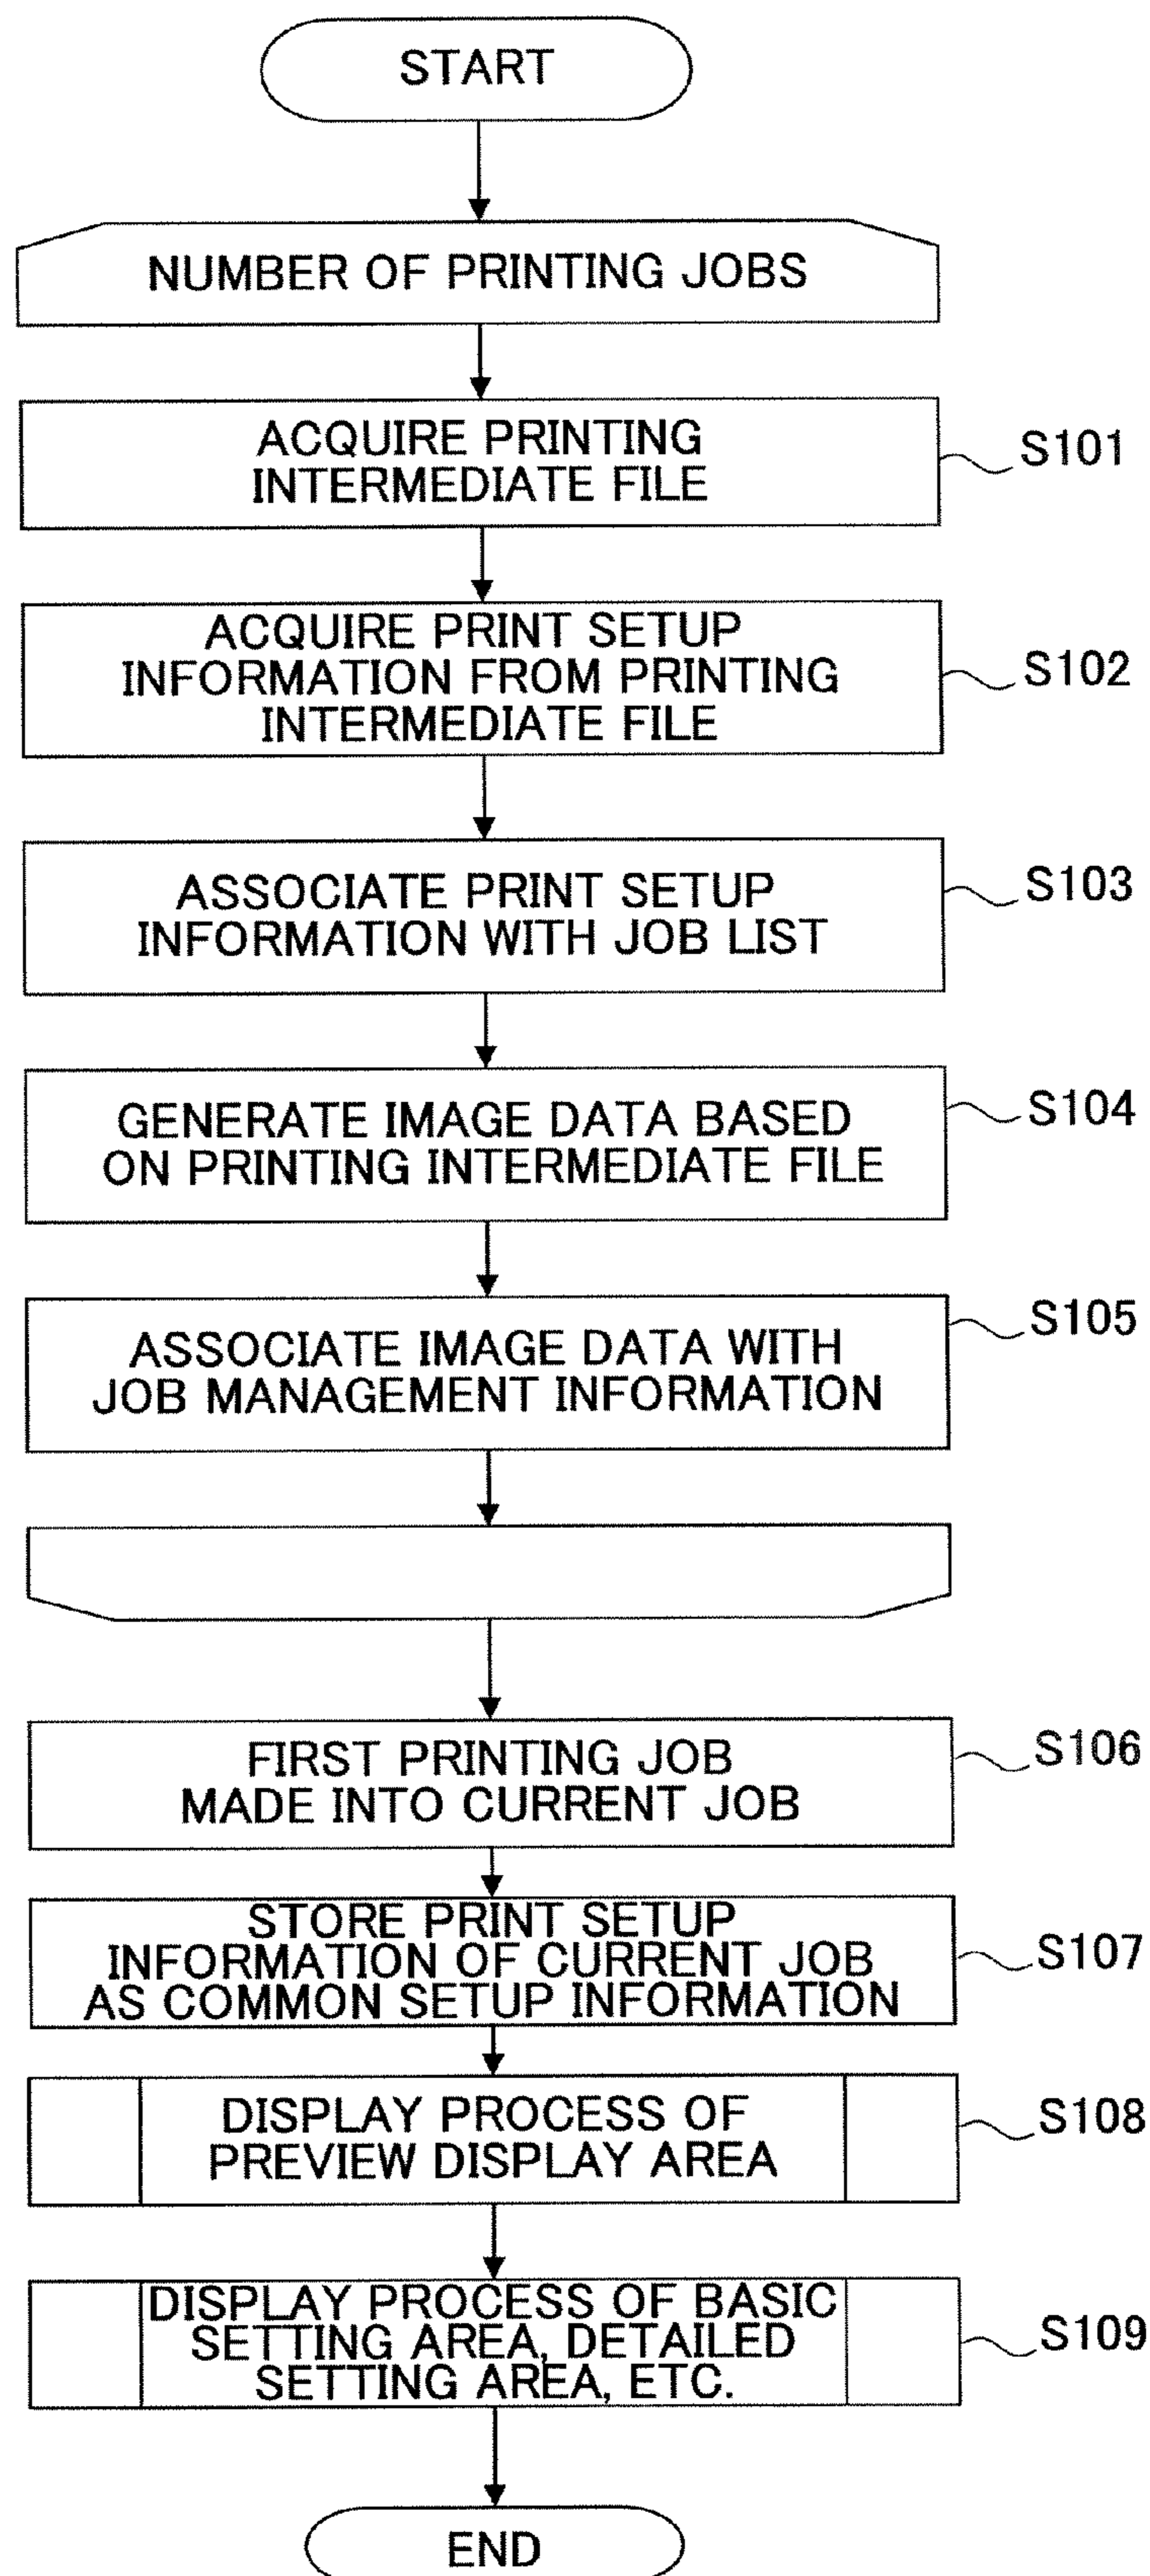 START
NUMBER OF PRINTING JOBS
ACQUIRE PRINTING
INTERMEDIATE FILE
S101
ACQUIRE PRINT SETUP
INFORMATION FROM PRINTING
INTERMEDIATE FILE
S102
ASSOCIATE PRINT SETUP
INFORMATION WITH JOB LIST
S103
GENERATE IMAGE DATA BASED
ON PRINTING INTERMEDIATE FILE
S104
ASSOCIATE IMAGE DATA WITH
JOB MANAGEMENT INFORMATION
S105
FIRST PRINTING JOB
MADE INTO CURRENT JOB
S106
STORE PRINT SETUP
INFORMATION OF CURRENT JOB
AS COMMON SETUP INFORMATION
S107
DISPLAY PROCESS OF
PREVIEW DISPLAY AREA
S108
DISPLAY PROCESS OF BASIC
SETTING AREA, DETAILED
SETTING AREA, ETC.
S109
END